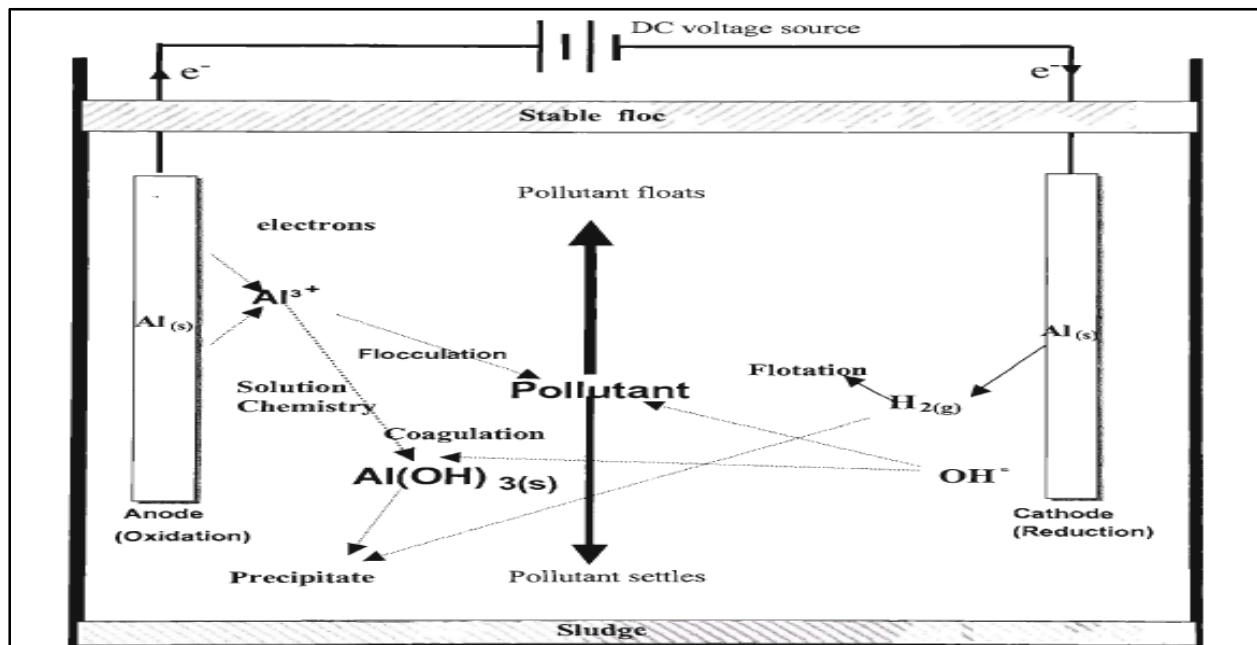 DC voltage source
e⁻
e⁻
Stable floc
Pollutant floats
electrons
Al³⁺
Al (s)
Al (s)
Flocculation
Flotation
Pollutant
Solution
Chemistry
H 2(g)
Coagulation
Al(OH) 3(s)
OH⁻
Anode
(Oxidation)
Cathode
(Reduction)
Precipitate
Pollutant settles
Sludge